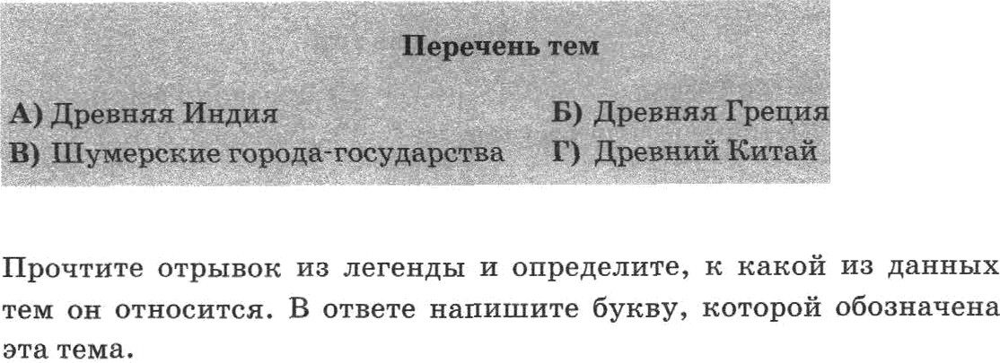 Перечень тем
А) Древняя Индия Б) Древняя Греция
В) Шумерские города-государства Г) Древний Китай
Прочтите отрывок из легенды и определите, к какой из данных
тем он относится. В ответе напишите букву, которой обозначена
эта тема.